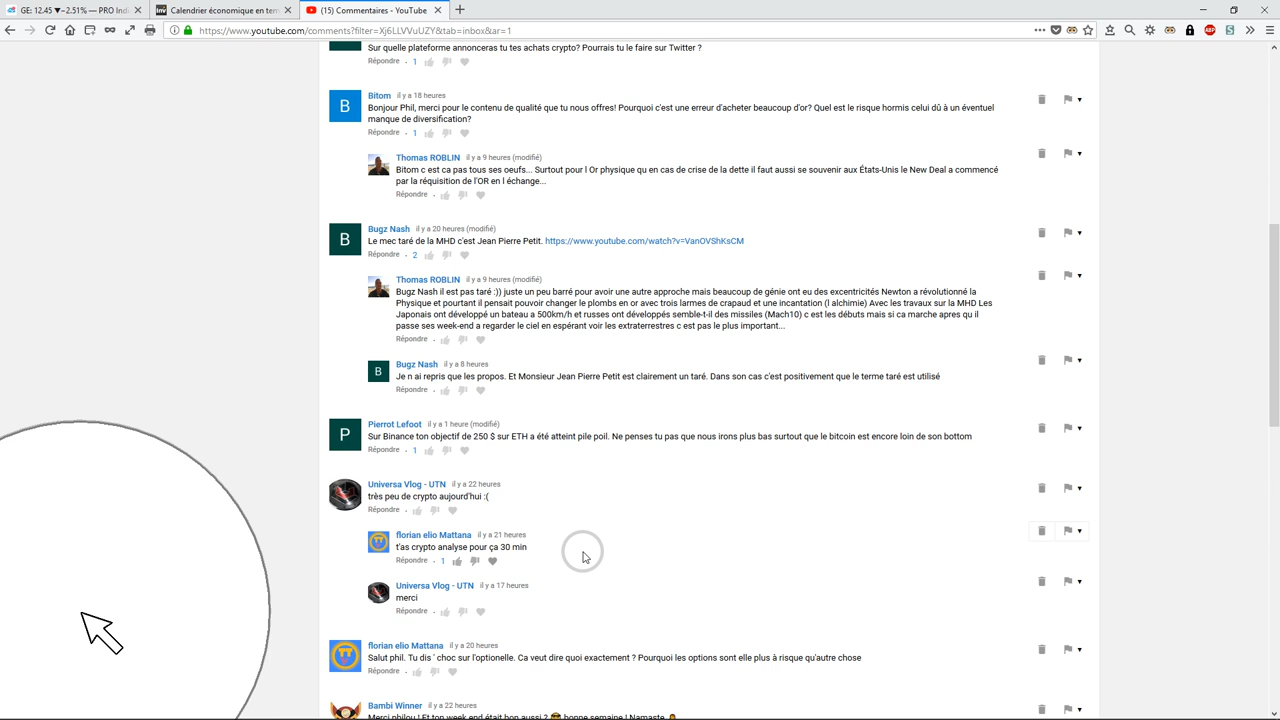 GE: 12.45 ▼−2.51% — PRO Indi
Calendrier économique en tem
(15) Commentaires - YouTube
https://www.youtube.com/comments?filter=Xj6LLVVuUZY&tab=inbox&ar=1
Sur quelle plateforme annonceras tu tes achats crypto? Pourrais tu le faire sur Twitter ?
Répondre • 1
B
Bitom il y a 18 heures
Bonjour Phil, merci pour le contenu de qualité que tu nous offres! Pourquoi c'est une erreur d'acheter beaucoup d'or? Quel est le risque hormis celui dû à un éventuel
manque de diversification?
Répondre • 1
Thomas ROBLIN il y a 9 heures (modifié)
Bitom c est ca pas tous ses oeufs... Surtout pour l Or physique qu en cas de crise de la dette il faut aussi se souvenir aux États-Unis le New Deal a commencé
par la réquisition de l'OR en l échange...
Répondre •
B
Bugz Nash il y a 20 heures (modifié)
Le mec taré de la MHD c'est Jean Pierre Petit. https://www.youtube.com/watch?v=VanOVShKsCM
Répondre • 2
Thomas ROBLIN il y a 9 heures (modifié)
Bugz Nash il est pas taré :)) juste un peu barré pour avoir une autre approche mais beaucoup de génie ont eu des excentricités Newton a révolutionné la
Physique et pourtant il pensait pouvoir changer le plombs en or avec trois larmes de crapaud et une incantation (l alchimie) Avec les travaux sur la MHD Les
Japonais ont développé un bateau a 500km/h et russes ont développés semble-t-il des missiles (Mach10) c est les débuts mais si ca marche apres qu il
passe ses week-end a regarder le ciel en espérant voir les extraterrestres c est pas le plus important...
Répondre •
B
Bugz Nash il y a 8 heures
Je n ai repris que les propos. Et Monsieur Jean Pierre Petit est clairement un taré. Dans son cas c'est positivement que le terme taré est utilisé
Répondre •
P
Pierrot Lefoot il y a 1 heure (modifié)
Sur Binance ton objectif de 250 $ sur ETH a été atteint pile poil. Ne penses tu pas que nous irons plus bas surtout que le bitcoin est encore loin de son bottom
Répondre • 1
Universa Vlog - UTN il y a 22 heures
très peu de crypto aujourd'hui :(
Répondre •
florian elio Mattana il y a 21 heures
t'as crypto analyse pour ça 30 min
Répondre • 1
Universa Vlog - UTN il y a 17 heures
merci
Répondre •
florian elio Mattana il y a 20 heures
Salut phil. Tu dis ' choc sur l'optionelle. Ca veut dire quoi exactement ? Pourquoi les options sont elle plus à risque qu'autre chose
Répondre •
Bambi Winner il y a 22 heures
Merci philou ! Et ton week end était bon aussi ? 😎 bonne semaine ! Namaste